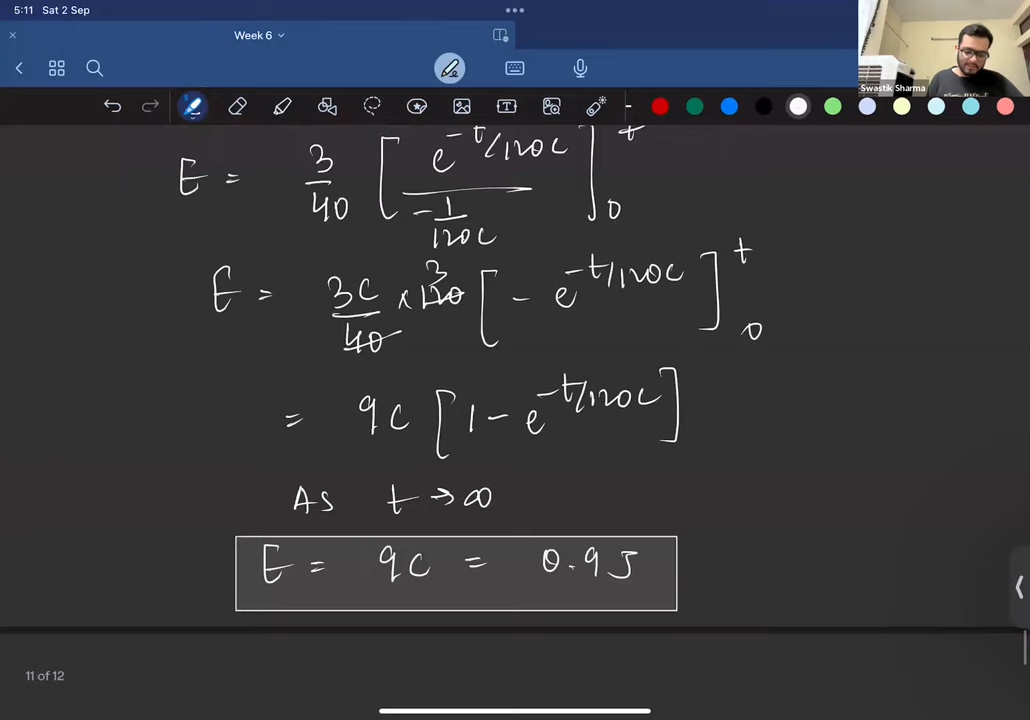 5:11 Sat 2 Sep
Week 6
Swastik Sharma
E = 3/40 [e^(-t/120C) / (-1/120C)]_0^t
E = 3C/40 × 120 3 [-e^(-t/120C)]_0^t
= 9C [1 - e^(-t/120C)]
As t → ∞
E = 9C = 0.9J
11 of 12